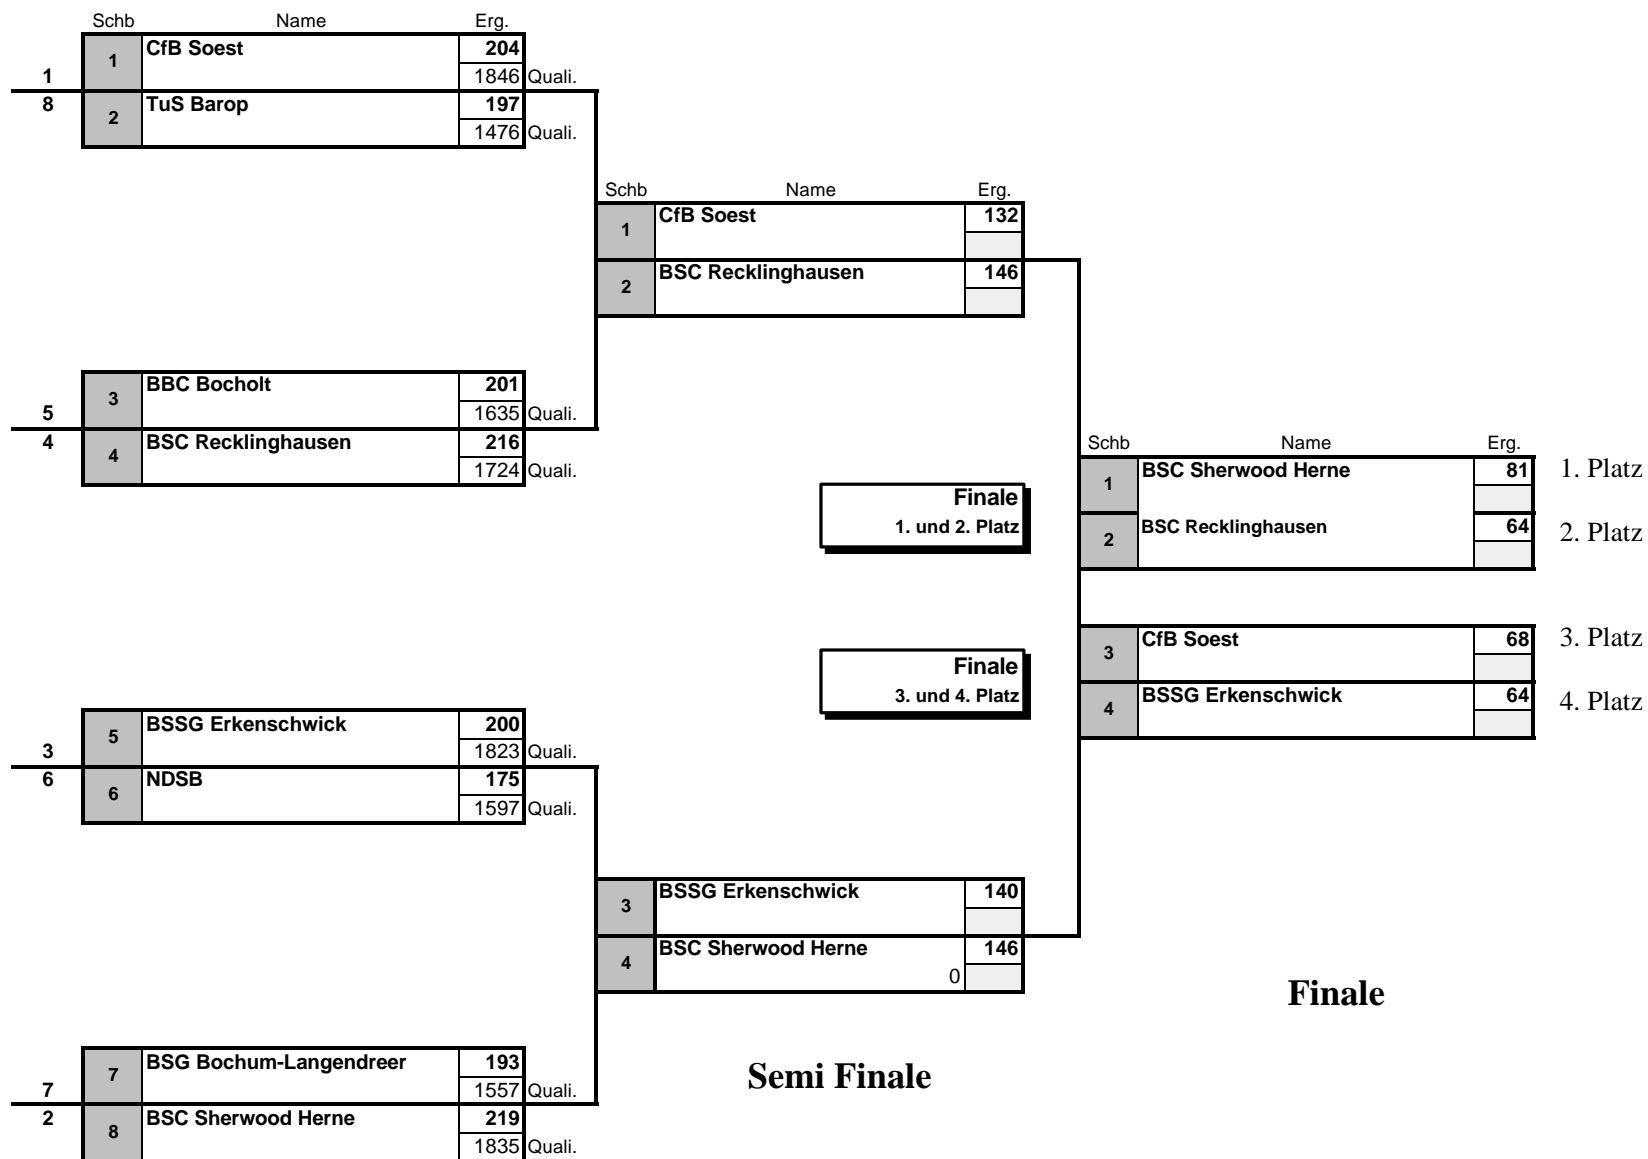 Schb Name Erg.
1 CfB Soest 204
1 1846 Quali.
8 2 TuS Barop 197
1476 Quali.
Schb Name Erg.
1 CfB Soest 132
2 BSC Recklinghausen 146
3 BBC Bocholt 201
5 1635 Quali.
4 4 BSC Recklinghausen 216
1724 Quali.
Schb Name Erg.
1 BSC Sherwood Herne 81 1. Platz
2 BSC Recklinghausen 64 2. Platz
Finale
1. und 2. Platz
3 CfB Soest 68 3. Platz
4 BSSG Erkenschwick 64 4. Platz
Finale
3. und 4. Platz
5 BSSG Erkenschwick 200
3 1823 Quali.
6 6 NDSB 175
1597 Quali.
3 BSSG Erkenschwick 140
4 BSC Sherwood Herne 146
0
Finale
Semi Finale
7 BSG Bochum-Langendreer 193
7 1557 Quali.
2 8 BSC Sherwood Herne 219
1835 Quali.